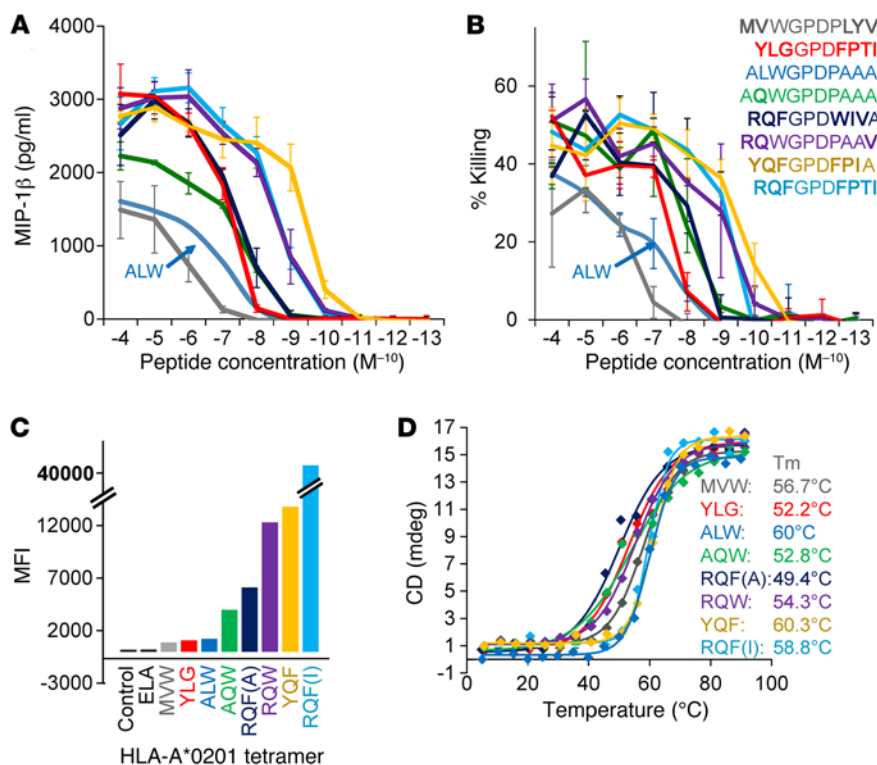 A
MIP-1β (pg/ml)
4000
3000
2000
1000
0
ALW
-4 -5 -6 -7 -8 -9 -10 -11 -12 -13
Peptide concentration (M⁻¹⁰)
B
% Killing
60
40
20
0
ALW
-4 -5 -6 -7 -8 -9 -10 -11 -12 -13
Peptide concentration (M⁻¹⁰)
MVWGPDPLYV
YLGGPDFPTI
ALWGPDPAAA
AQWGPDPAAA
RQFGPDWIVA
RQWGPDPAAV
YQFGPDFPIA
RQFGPDFPTI
C
MFI
40000
12000
7000
2000
-3000
Control ELA MVW YLG ALW AQW RQF(A) RQW YQF RQF(I)
HLA-A*0201 tetramer
D
CD (mdeg)
17
15
13
11
9
7
5
3
1
-1
0 20 40 60 80 100
Temperature (°C)
Tm
MVW: 56.7°C
YLG: 52.2°C
ALW: 60°C
AQW: 52.8°C
RQF(A): 49.4°C
RQW: 54.3°C
YQF: 60.3°C
RQF(I): 58.8°C